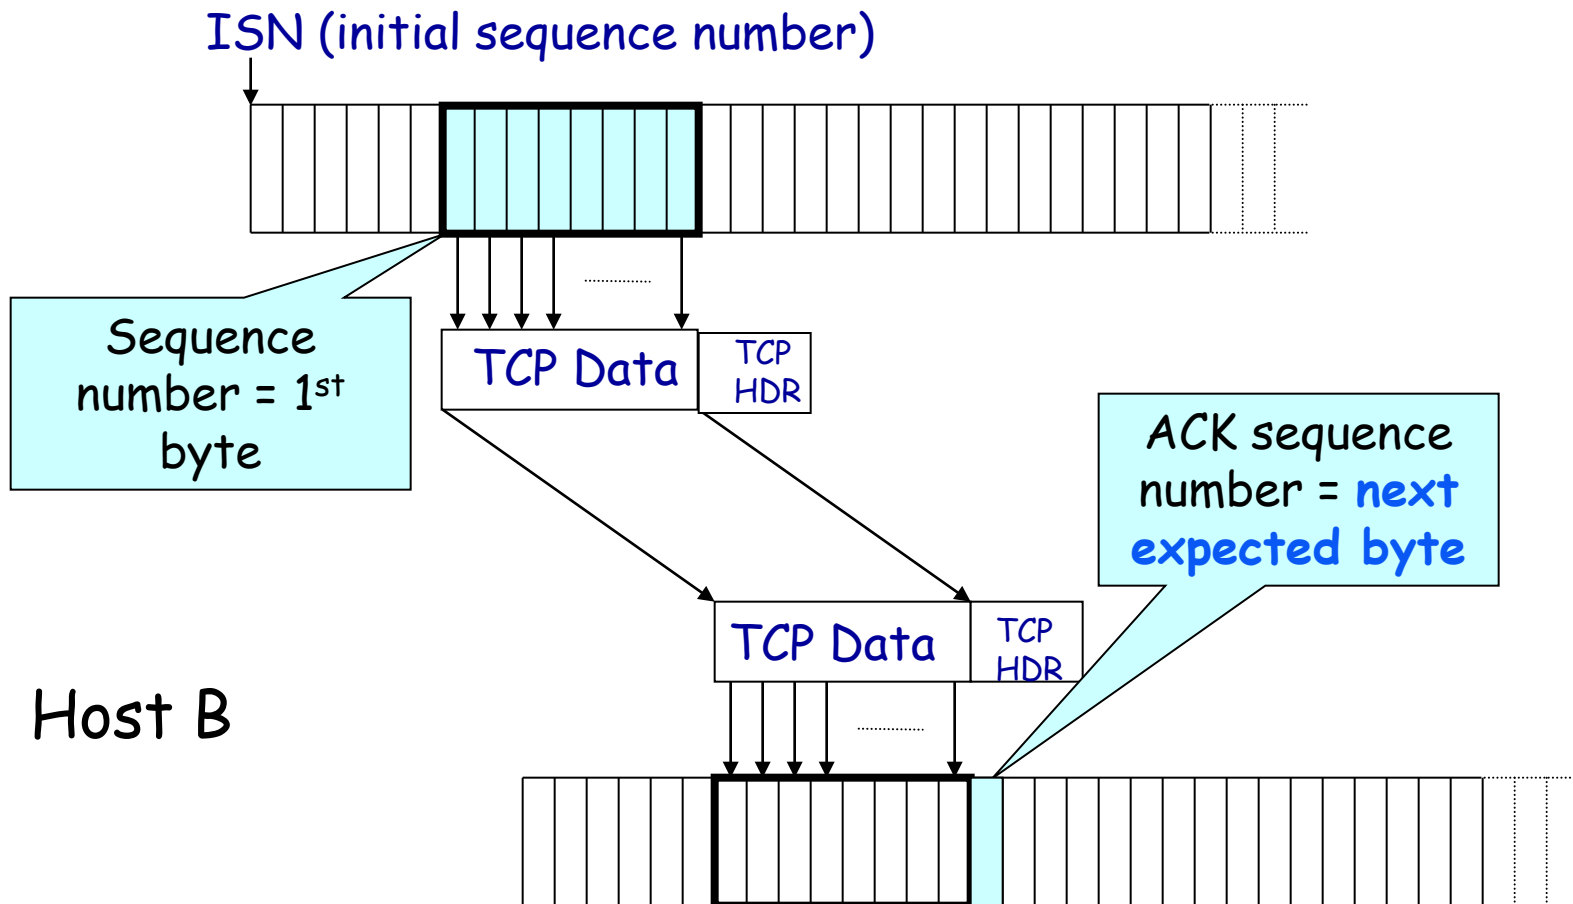 ISN (initial sequence number)
Sequence
number = 1st
byte
TCP Data
TCP
HDR
ACK sequence
number = next
expected byte
TCP Data
TCP
HDR
Host B